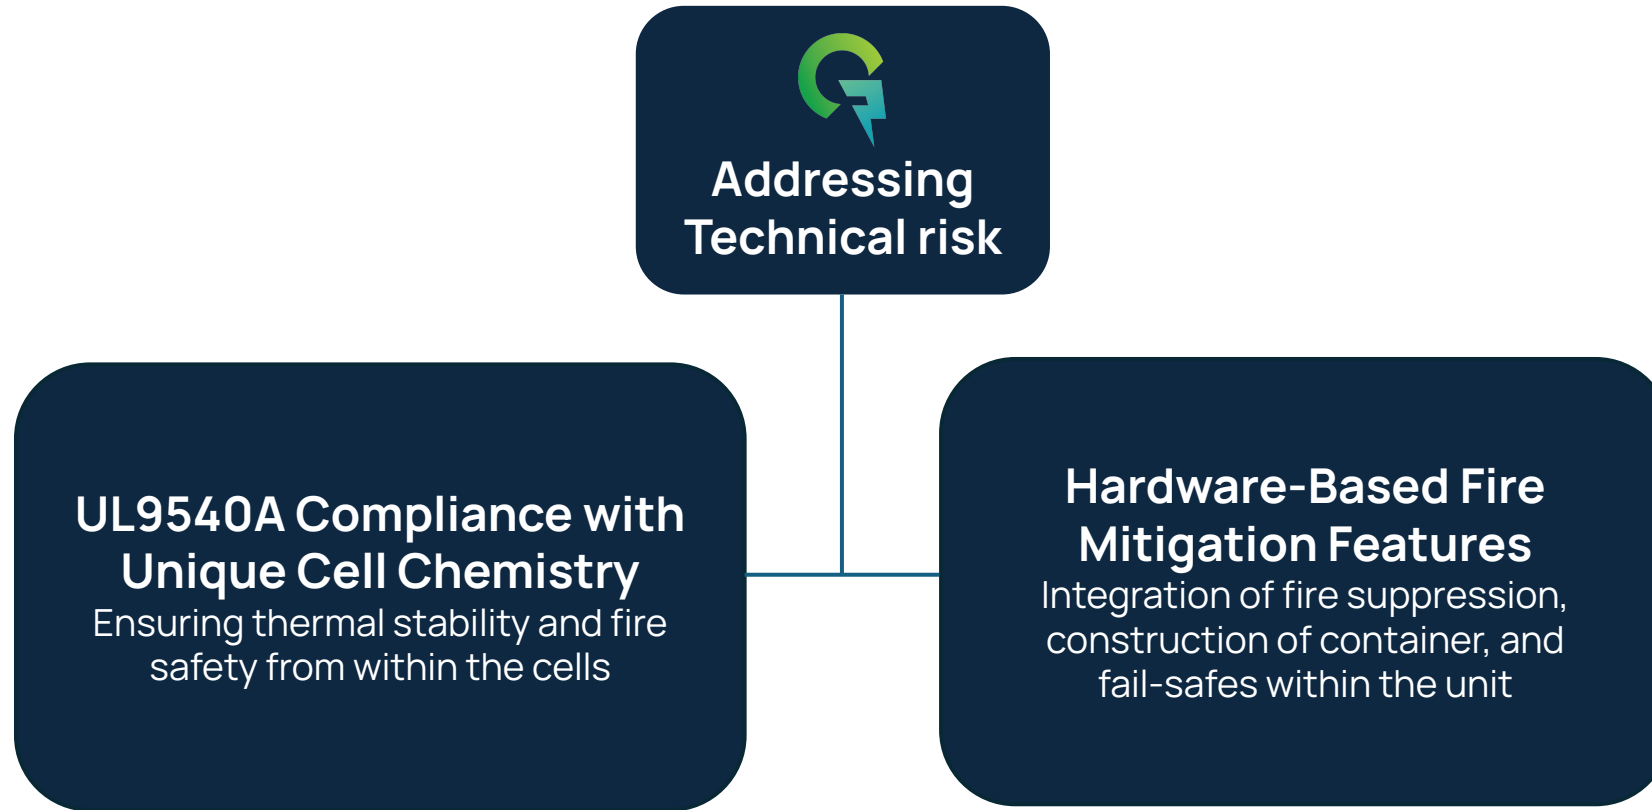 Addressing
Technical risk
UL9540A Compliance with
Unique Cell Chemistry
Ensuring thermal stability and fire
safety from within the cells
Hardware-Based Fire
Mitigation Features
Integration of fire suppression,
construction of container, and
fail-safes within the unit